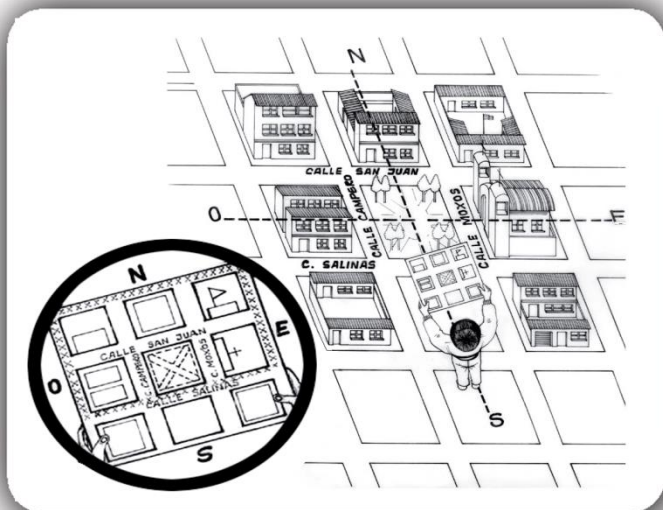 N
CALLE SAN JUAN
CALLE CAMPERO
CALLE MOXOS
O
E
C. SALINAS
S
N
CALLE SAN JUAN
C. CAMPERO
C. MOXOS
CALLE SALINAS
O
E
S